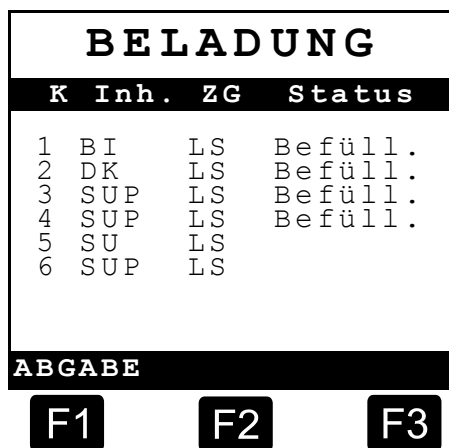 BELADUNG
K Inh. ZG Status
1 BI LS Befüll.
2 DK LS Befüll.
3 SUP LS Befüll.
4 SUP LS Befüll.
5 SU LS
6 SUP LS
ABGABE
F1 F2 F3